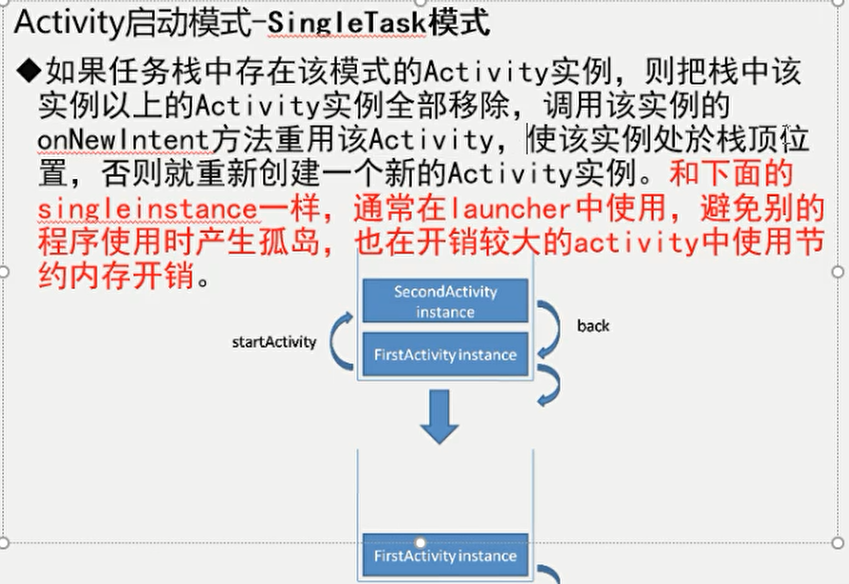 Activity启动模式-SingleTask模式
◆如果任务栈中存在该模式的Activity实例，则把栈中该
实例以上的Activity实例全部移除，调用该实例的
onNewIntent方法重用该Activity，使该实例处於栈顶位
置，否则就重新创建一个新的Activity实例。和下面的
singleinstance一样，通常在launcher中使用，避免别的
程序使用时产生孤岛，也在开销较大的activity中使用节
约内存开销。
SecondActivity
instance
startActivity
back
FirstActivity instance
FirstActivity instance